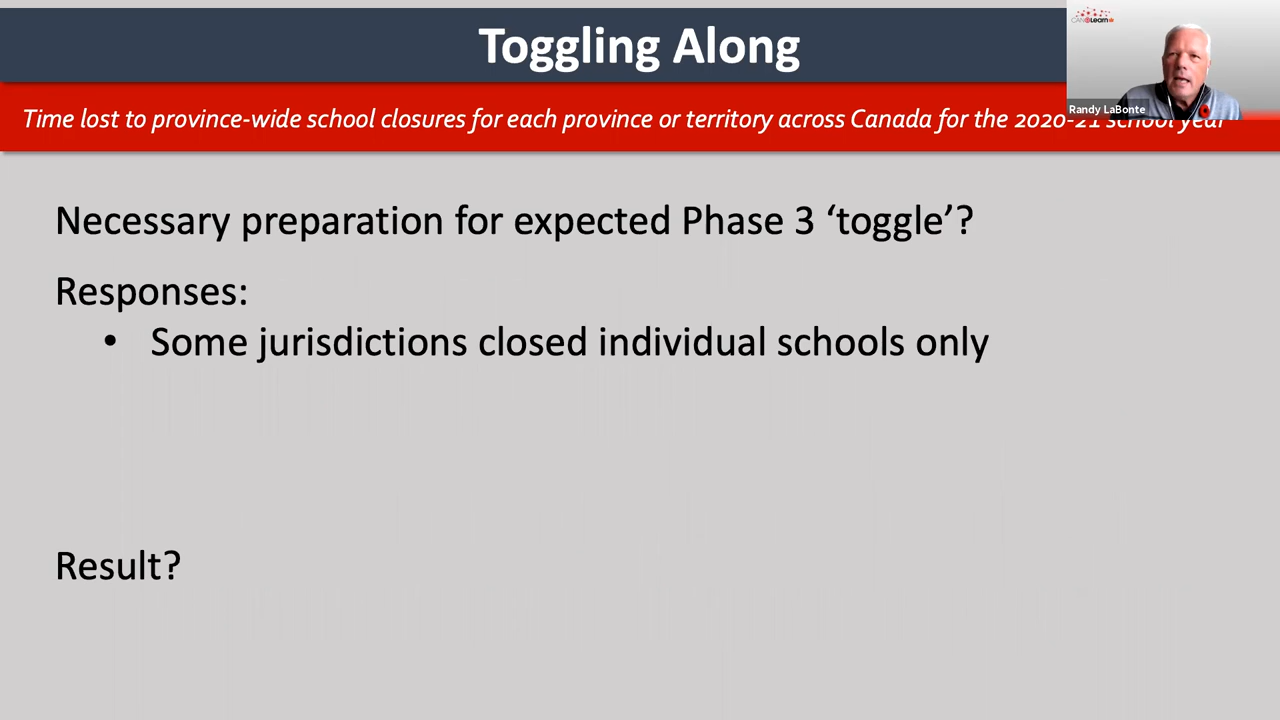 Toggling Along
CANeLearn
Randy LaBonte
Time lost to province-wide school closures for each province or territory across Canada for the 2020-21 school year
Necessary preparation for expected Phase 3 ‘toggle’?
Responses:
• Some jurisdictions closed individual schools only
Result?